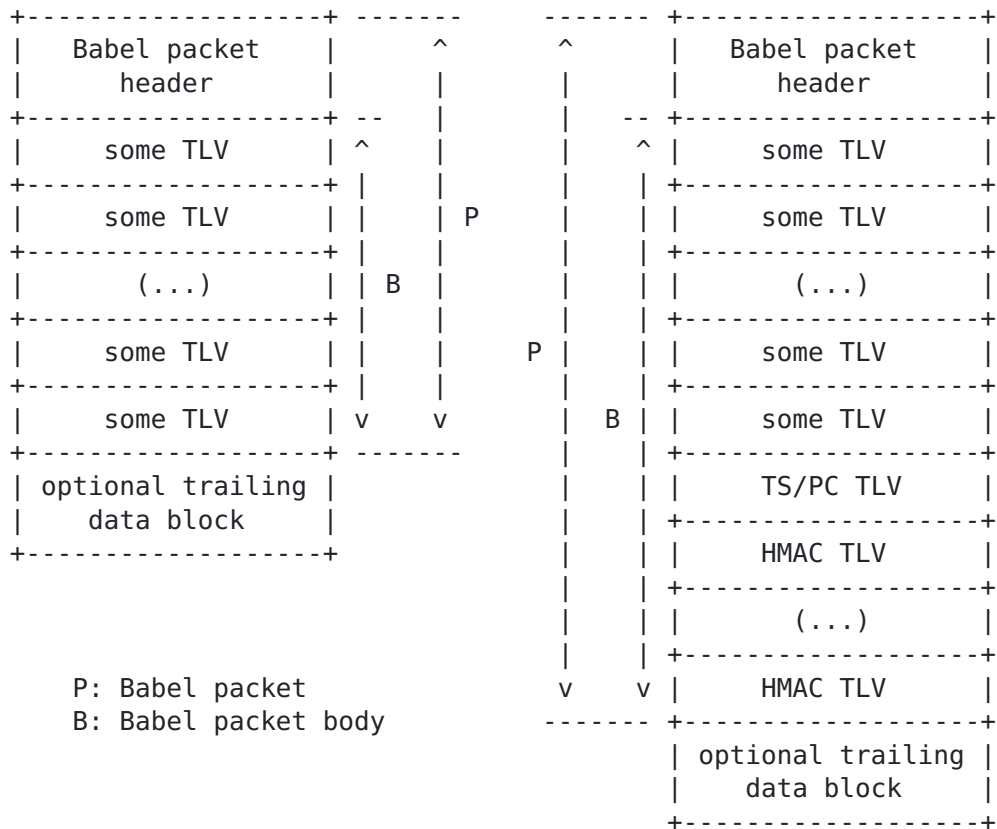 Babel packet Babel packet
header header
some TLV some TLV
some TLV P some TLV
(...) B (...)
some TLV P some TLV
some TLV B some TLV
optional trailing TS/PC TLV
data block
HMAC TLV
(...)
P: Babel packet HMAC TLV
B: Babel packet body
optional trailing
data block